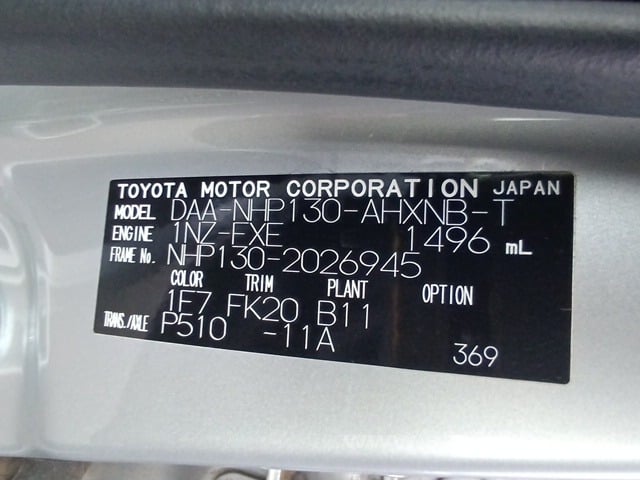 TOYOTA MOTOR CORPORATION JAPAN
MODEL DAA-NHP130-AHXNB-T
ENGINE 1NZ-FXE 1496 mL
FRAME No. NHP130-2026945
COLOR TRIM PLANT OPTION
1F7 FK20 B11
TRANS./AXLE P510 -11A
369